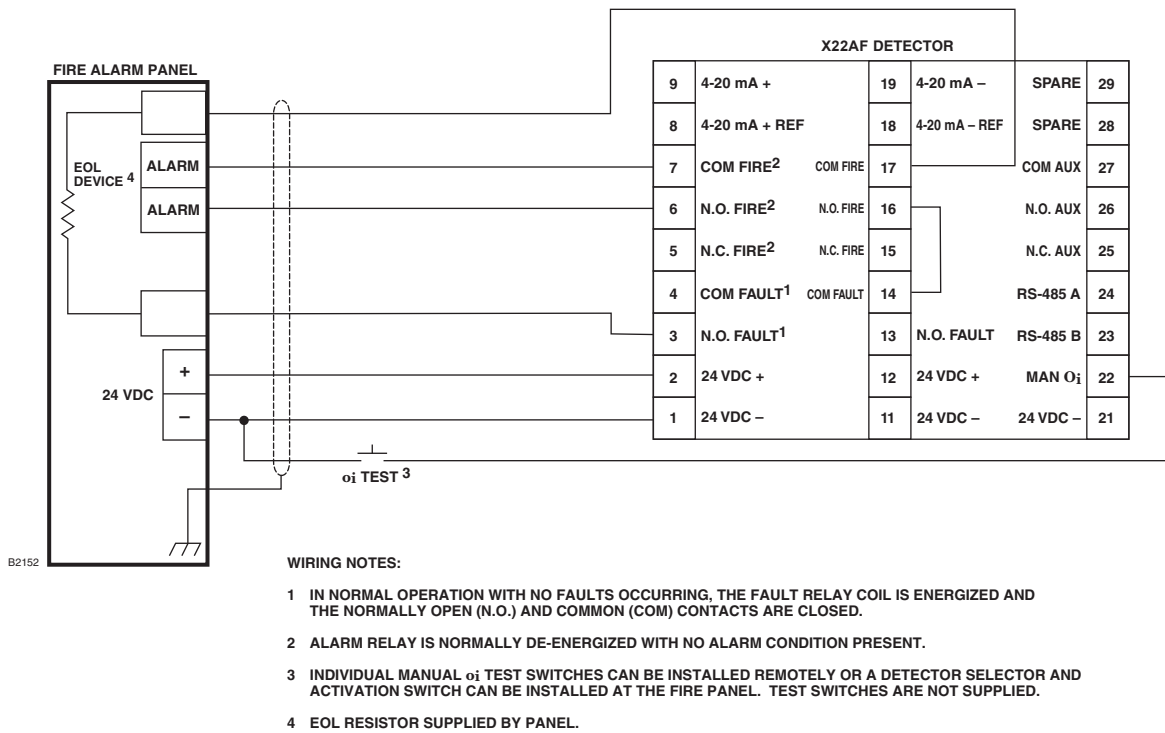 X22AF DETECTOR
FIRE ALARM PANEL
EOL
DEVICE 4
ALARM
ALARM
24 VDC
+
–
oi TEST 3
9 4-20 mA + 19 4-20 mA – SPARE 29
8 4-20 mA + REF 18 4-20 mA – REF SPARE 28
7 COM FIRE2 COM FIRE 17 COM AUX 27
6 N.O. FIRE2 N.O. FIRE 16 N.O. AUX 26
5 N.C. FIRE2 N.C. FIRE 15 N.C. AUX 25
4 COM FAULT1 COM FAULT 14 RS-485 A 24
3 N.O. FAULT1 13 N.O. FAULT RS-485 B 23
2 24 VDC + 12 24 VDC + MAN Oi 22
1 24 VDC – 11 24 VDC – 24 VDC – 21
B2152
WIRING NOTES:
1 IN NORMAL OPERATION WITH NO FAULTS OCCURRING, THE FAULT RELAY COIL IS ENERGIZED AND
THE NORMALLY OPEN (N.O.) AND COMMON (COM) CONTACTS ARE CLOSED.
2 ALARM RELAY IS NORMALLY DE-ENERGIZED WITH NO ALARM CONDITION PRESENT.
3 INDIVIDUAL MANUAL oi TEST SWITCHES CAN BE INSTALLED REMOTELY OR A DETECTOR SELECTOR AND
ACTIVATION SWITCH CAN BE INSTALLED AT THE FIRE PANEL. TEST SWITCHES ARE NOT SUPPLIED.
4 EOL RESISTOR SUPPLIED BY PANEL.